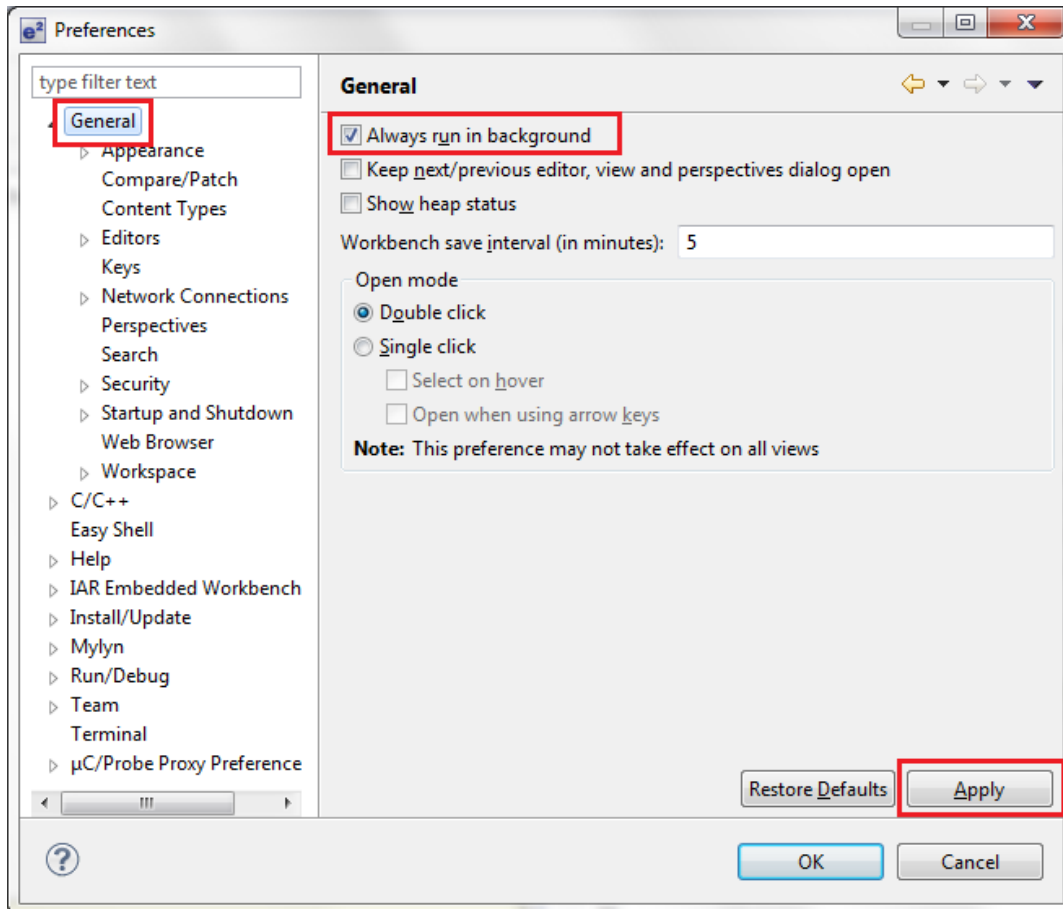 e² Preferences
type filter text
General
Appearance
Compare/Patch
Content Types
Editors
Keys
Network Connections
Perspectives
Search
Security
Startup and Shutdown
Web Browser
Workspace
C/C++
Easy Shell
Help
IAR Embedded Workbench
Install/Update
Mylyn
Run/Debug
Team
Terminal
µC/Probe Proxy Preference
General
Always run in background
Keep next/previous editor, view and perspectives dialog open
Show heap status
Workbench save interval (in minutes): 5
Open mode
Double click
Single click
Select on hover
Open when using arrow keys
Note: This preference may not take effect on all views
Restore Defaults Apply
? OK Cancel